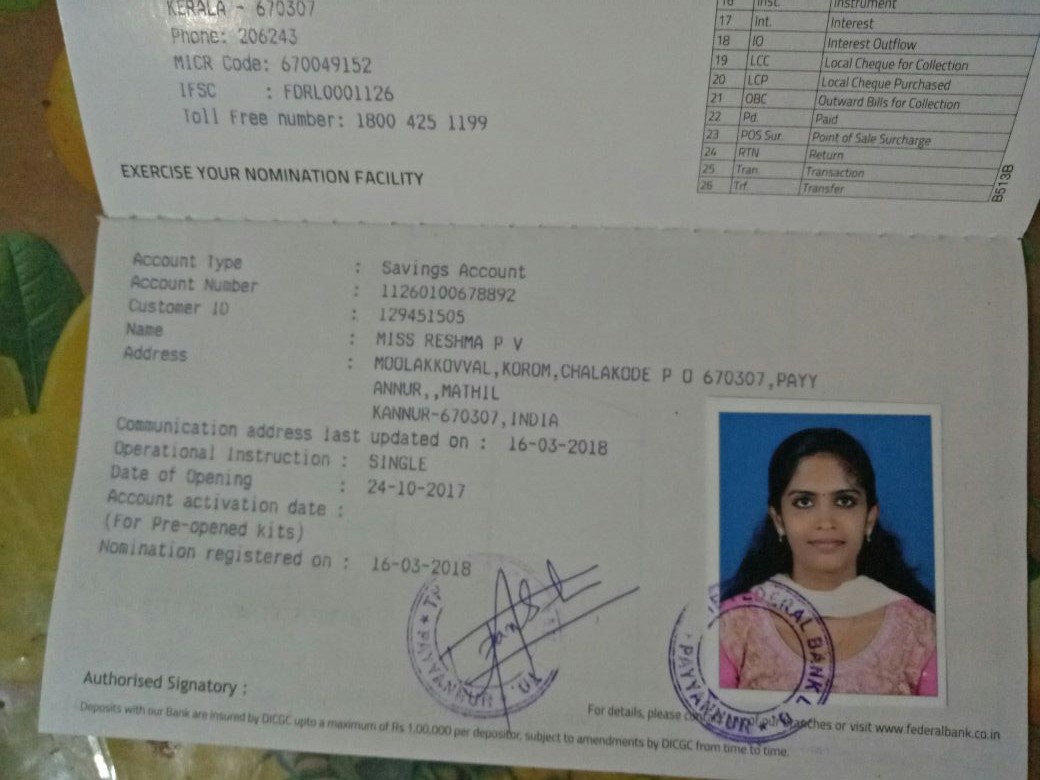 KERALA - 670307
Phone: 206243
MICR Code: 670049152
IFSC : FDRL0001126
Toll Free number: 1800 425 1199
EXERCISE YOUR NOMINATION FACILITY
16 Inst. Instrument
17 Int. Interest
18 IO Interest Outflow
19 LCC Local Cheque for Collection
20 LCP Local Cheque Purchased
21 OBC Outward Bills for Collection
22 Pd. Paid
23 POS Sur. Point of Sale Surcharge
24 RTN Return
25 Tran. Transaction
26 Trf. Transfer
B513B
Account Type : Savings Account
Account Number : 11260100678892
Customer ID : 129451505
Name : MISS RESHMA P V
Address : MOOLAKKOVVAL,KOROM,CHALAKODE P O 670307,PAYY
ANNUR,,MATHIL
KANNUR-670307,INDIA
Communication address last updated on : 16-03-2018
Operational Instruction : SINGLE
Date of Opening : 24-10-2017
Account activation date :
(For Pre-opened kits)
Nomination registered on : 16-03-2018
★ PAYYANNUR
FEDERAL BANK L
PAYYANNUR ★
Authorised Signatory :
For details, please of our branches or visit www.federalbank.co.in
Deposits with our Bank are insured by DICGC upto a maximum of Rs 1,00,000 per depositor, subject to amendments by DICGC from time to time.